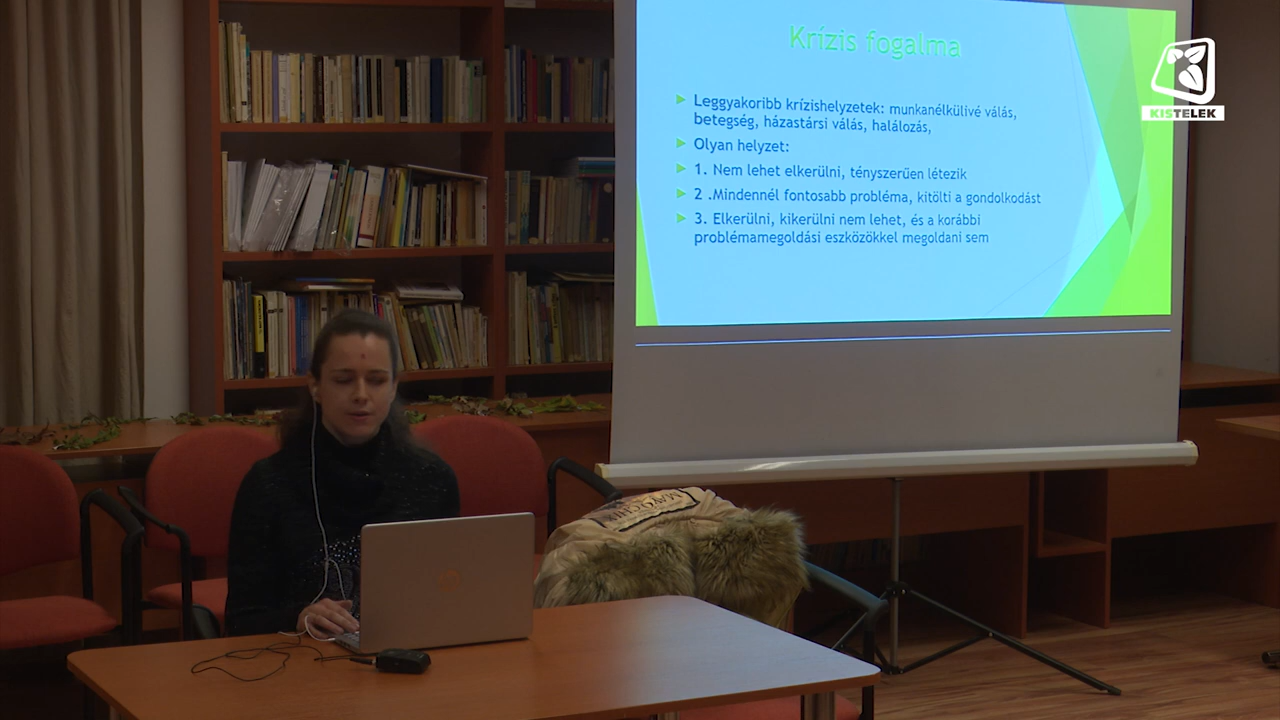 Krízis fogalma
Leggyakoribb krízishelyzetek: munkanélkülivé válás,
betegség, házastársi válás, halálozás,
Olyan helyzet:
1. Nem lehet elkerülni, tényszerűen létezik
2 .Mindennél fontosabb probléma, kitölti a gondolkodást
3. Elkerülni, kikerülni nem lehet, és a korábbi
problémamegoldási eszközökkel megoldani sem
KISTELEK